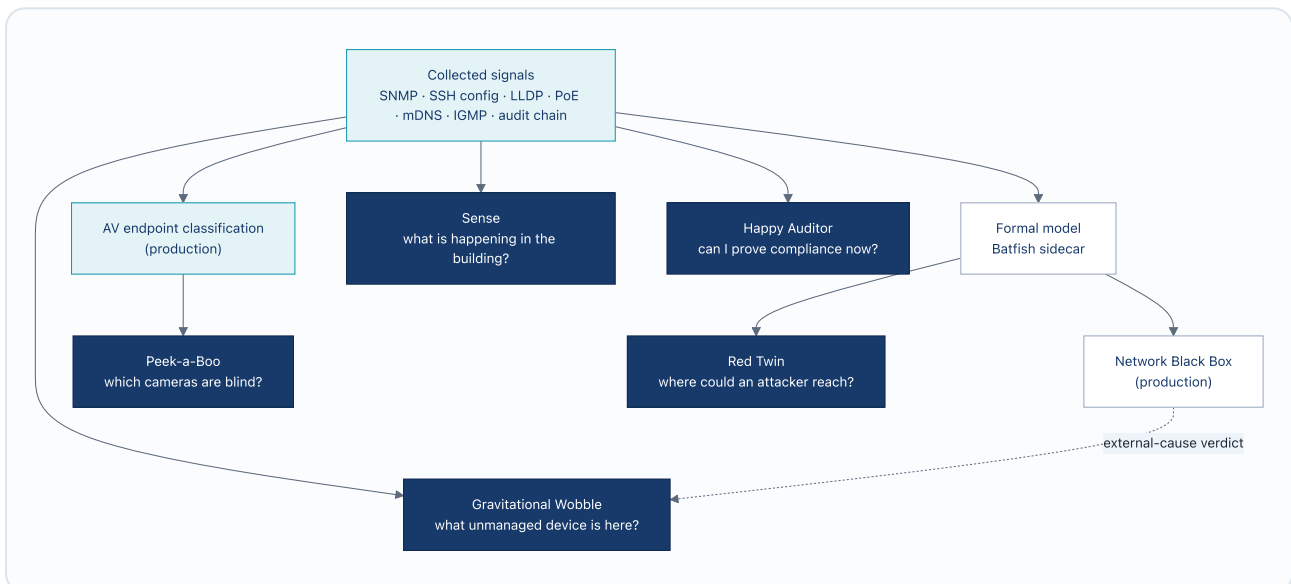 Collected signals
SNMP · SSH config · LLDP · PoE
· mDNS · IGMP · audit chain
AV endpoint classification
(production)
Sense
what is happening in the
building?
Happy Auditor
can I prove compliance now?
Formal model
Batfish sidecar
Peek-a-Boo
which cameras are blind?
Red Twin
where could an attacker reach?
Network Black Box
(production)
external-cause verdict
Gravitational Wobble
what unmanaged device is here?